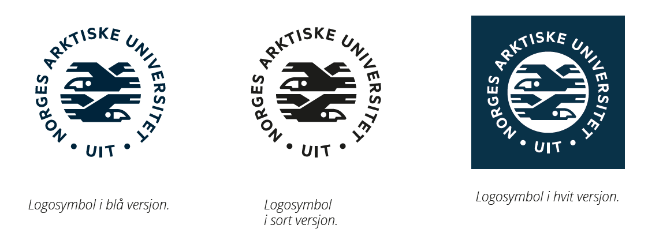 NORGES ARKTISKE UNIVERSITET • UIT •
NORGES ARKTISKE UNIVERSITET • UIT •
NORGES ARKTISKE UNIVERSITET • UIT •
Logosymbol i blå versjon.
Logosymbol
i sort versjon.
Logosymbol i hvit versjon.